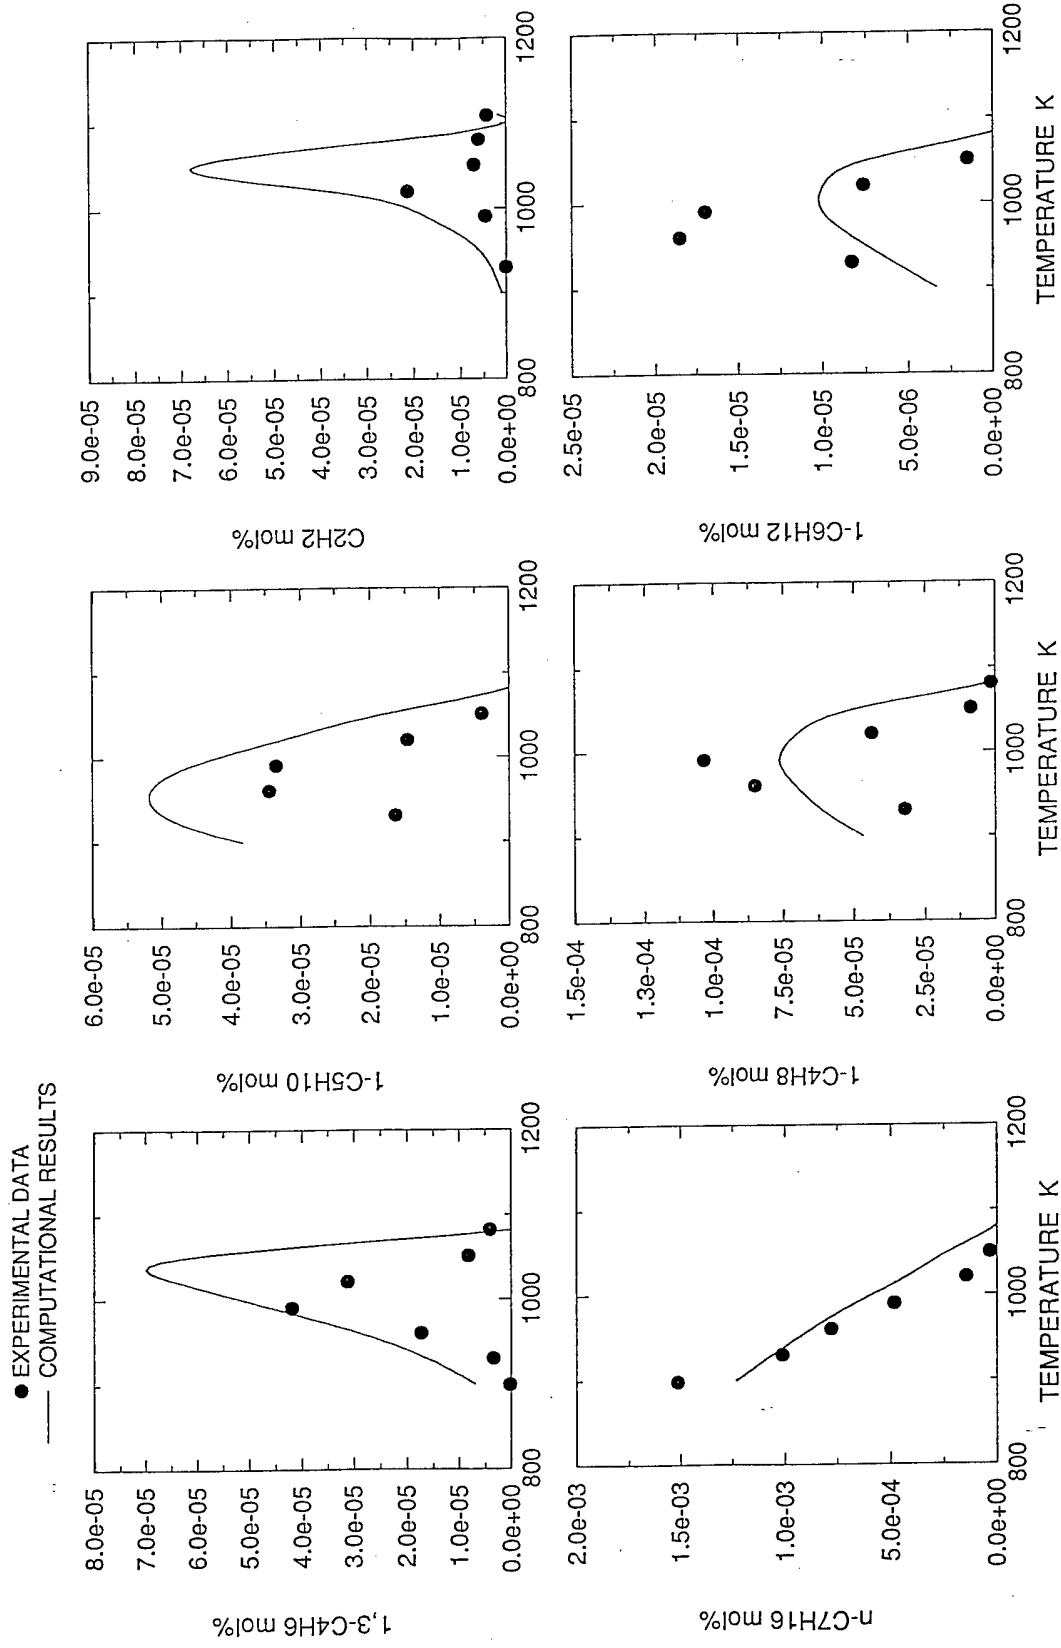 ● EXPERIMENTAL DATA
— COMPUTATIONAL RESULTS
1,3-C4H6 mol%
8.0e-05
7.0e-05
6.0e-05
5.0e-05
4.0e-05
3.0e-05
2.0e-05
1.0e-05
0.0e+00
800
1000
1200
1-C5H10 mol%
6.0e-05
5.0e-05
4.0e-05
3.0e-05
2.0e-05
1.0e-05
0.0e+00
800
1000
1200
C2H2 mol%
9.0e-05
8.0e-05
7.0e-05
6.0e-05
5.0e-05
4.0e-05
3.0e-05
2.0e-05
1.0e-05
0.0e+00
800
1000
1200
n-C7H16 mol%
2.0e-03
1.5e-03
1.0e-03
5.0e-04
0.0e+00
800
1000
1200
TEMPERATURE K
1-C4H8 mol%
1.5e-04
1.3e-04
1.0e-04
7.5e-05
5.0e-05
2.5e-05
0.0e+00
800
1000
1200
TEMPERATURE K
1-C6H12 mol%
2.5e-05
2.0e-05
1.5e-05
1.0e-05
5.0e-06
0.0e+00
800
1000
1200
TEMPERATURE K